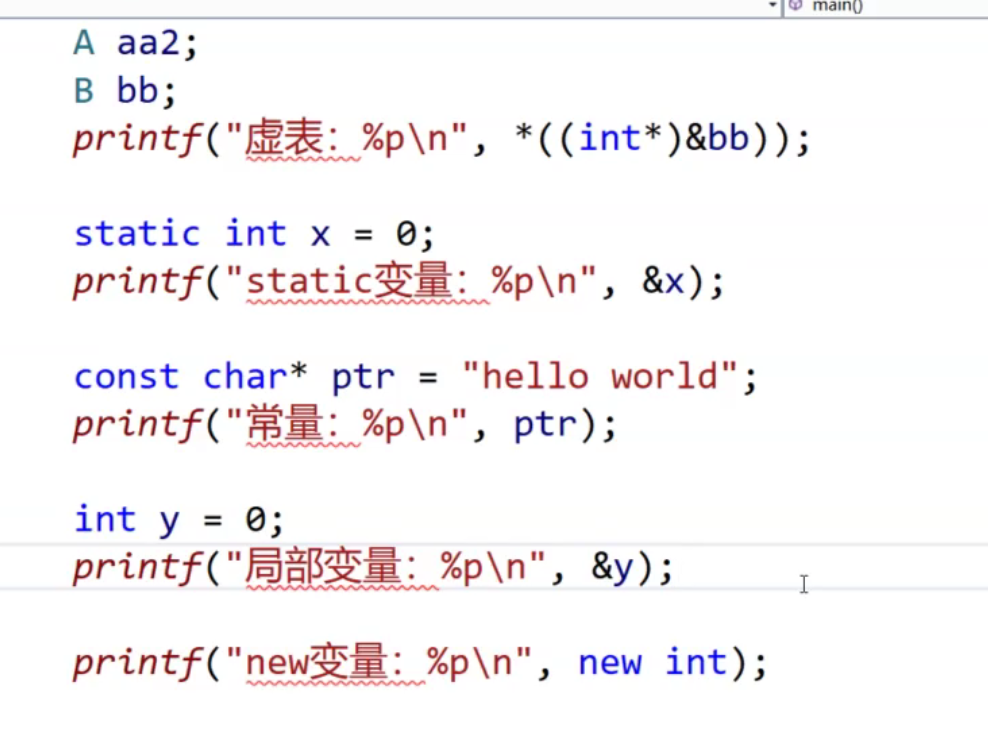 main()
A aa2;
B bb;
printf("虚表：%p\n", *((int*)&bb));
static int x = 0;
printf("static变量：%p\n", &x);
const char* ptr = "hello world";
printf("常量：%p\n", ptr);
int y = 0;
printf("局部变量：%p\n", &y);
printf("new变量：%p\n", new int);